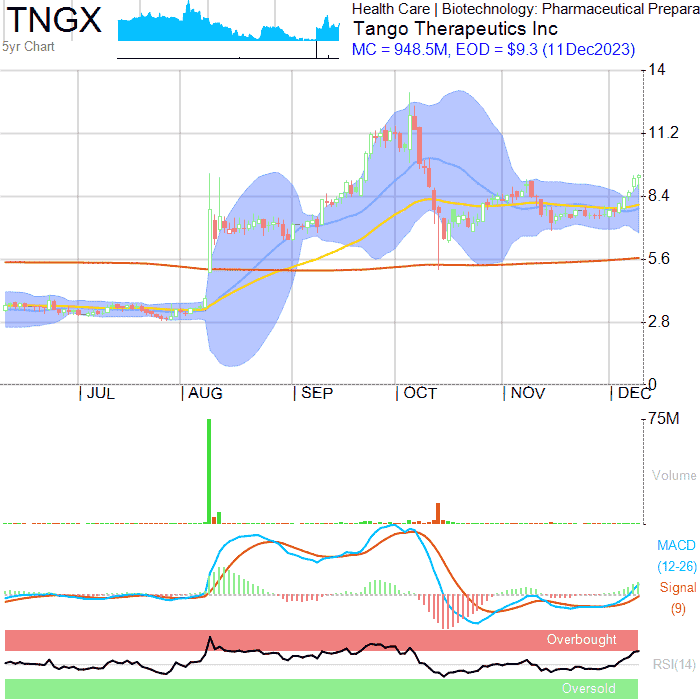 TNGX
5yr Chart
Health Care | Biotechnology: Pharmaceutical Prepara
Tango Therapeutics Inc
MC = 948.5M, EOD = $9.3 (11Dec2023)
14
11.2
8.4
5.6
2.8
0
JUL
AUG
SEP
OCT
NOV
DEC
75M
Volume
MACD
(12-26)
Signal
(9)
Overbought
RSI(14)
Oversold